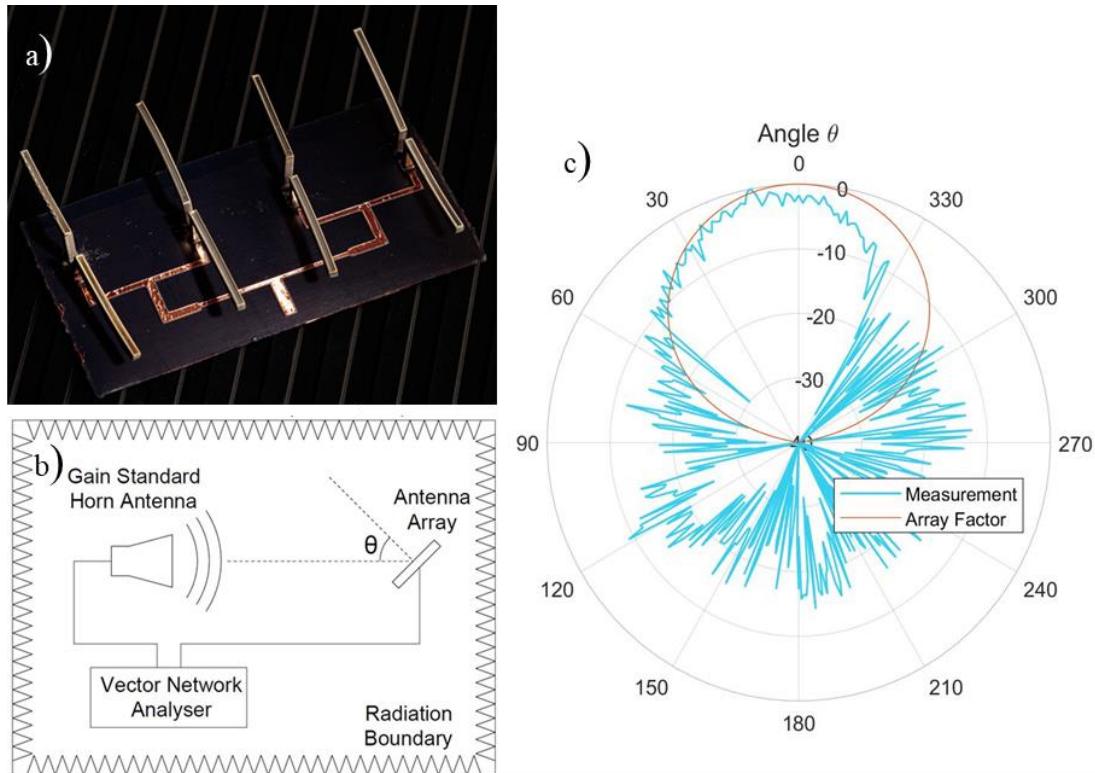 a)
b)
Gain Standard
Horn Antenna
Antenna
Array
θ
Vector Network
Analyser
Radiation
Boundary
c)
Angle θ
0
0
30
330
-10
60
300
-20
-30
90
270
Measurement
Array Factor
120
240
150
210
180